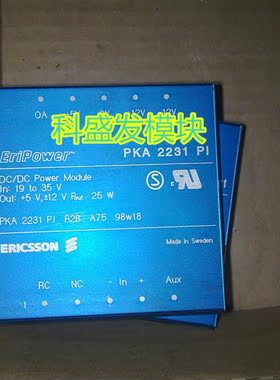 OA
12V
12V
科盛发模块
EriPower
PKA 2231 PI
DC/DC Power Module
In: 19 to 35 V
Out: +5 V,±12 V Pout 25 W
PKA 2231 PI R2B A75 98w18
ERICSSON
Made in Sweden
RC NC - In + Aux
1